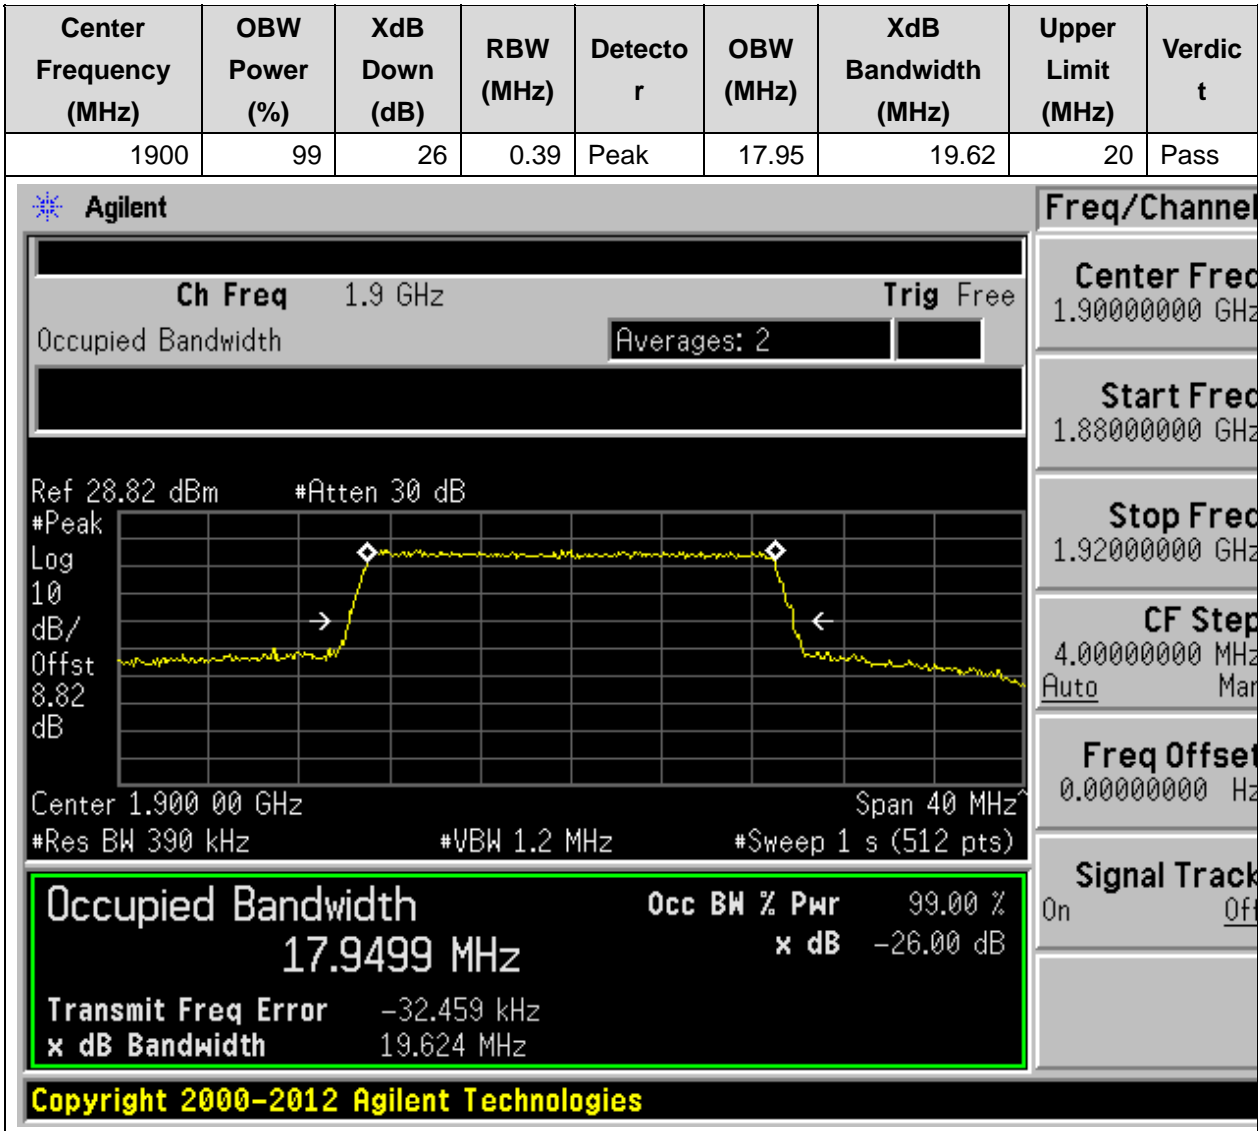 Center Frequency (MHz) OBW Power (%) XdB Down (dB) RBW (MHz) Detecto r OBW (MHz) XdB Bandwidth (MHz) Upper Limit (MHz) Verdic t
1900 99 26 0.39 Peak 17.95 19.62 20 Pass
Agilent
Freq/Channel
Ch Freq 1.9 GHz Trig Free
Occupied Bandwidth Averages: 2
Center Freq
1.90000000 GHz
Start Freq
1.88000000 GHz
Stop Freq
1.92000000 GHz
CF Step
4.00000000 MHz
Auto Man
Freq Offset
0.00000000 Hz
Signal Track
On Off
Ref 28.82 dBm #Atten 30 dB
#Peak
Log
10
dB/
Offst
8.82
dB
Center 1.900 00 GHz Span 40 MHz^
#Res BW 390 kHz #VBW 1.2 MHz #Sweep 1 s (512 pts)
Occupied Bandwidth
17.9499 MHz
Occ BW % Pwr 99.00 %
x dB -26.00 dB
Transmit Freq Error -32.459 kHz
x dB Bandwidth 19.624 MHz
Copyright 2000-2012 Agilent Technologies